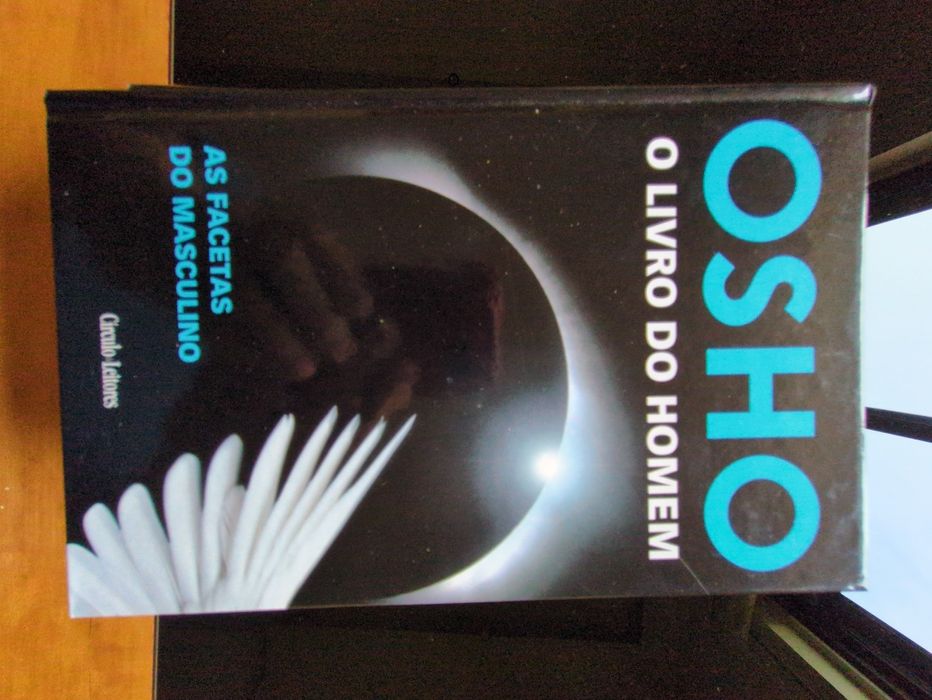 OSHO
O LIVRO DO HOMEM
AS FACETAS
DO MASCULINO
Círculo Leitores